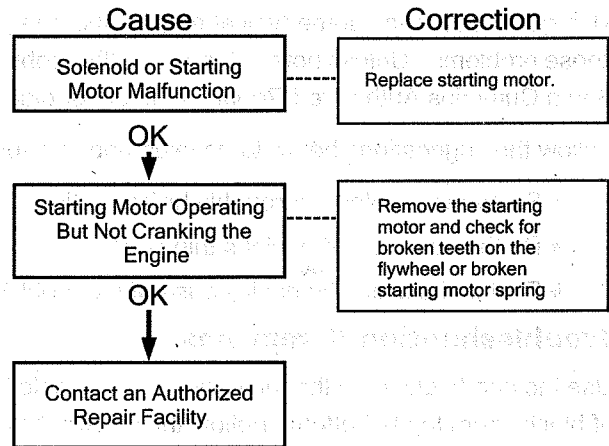 Cause
Correction
Solenoid or Starting
Motor Malfunction
Replace starting motor.
OK
Starting Motor Operating
But Not Cranking the
Engine
Remove the starting
motor and check for
broken teeth on the
flywheel or broken
starting motor spring
OK
Contact an Authorized
Repair Facility